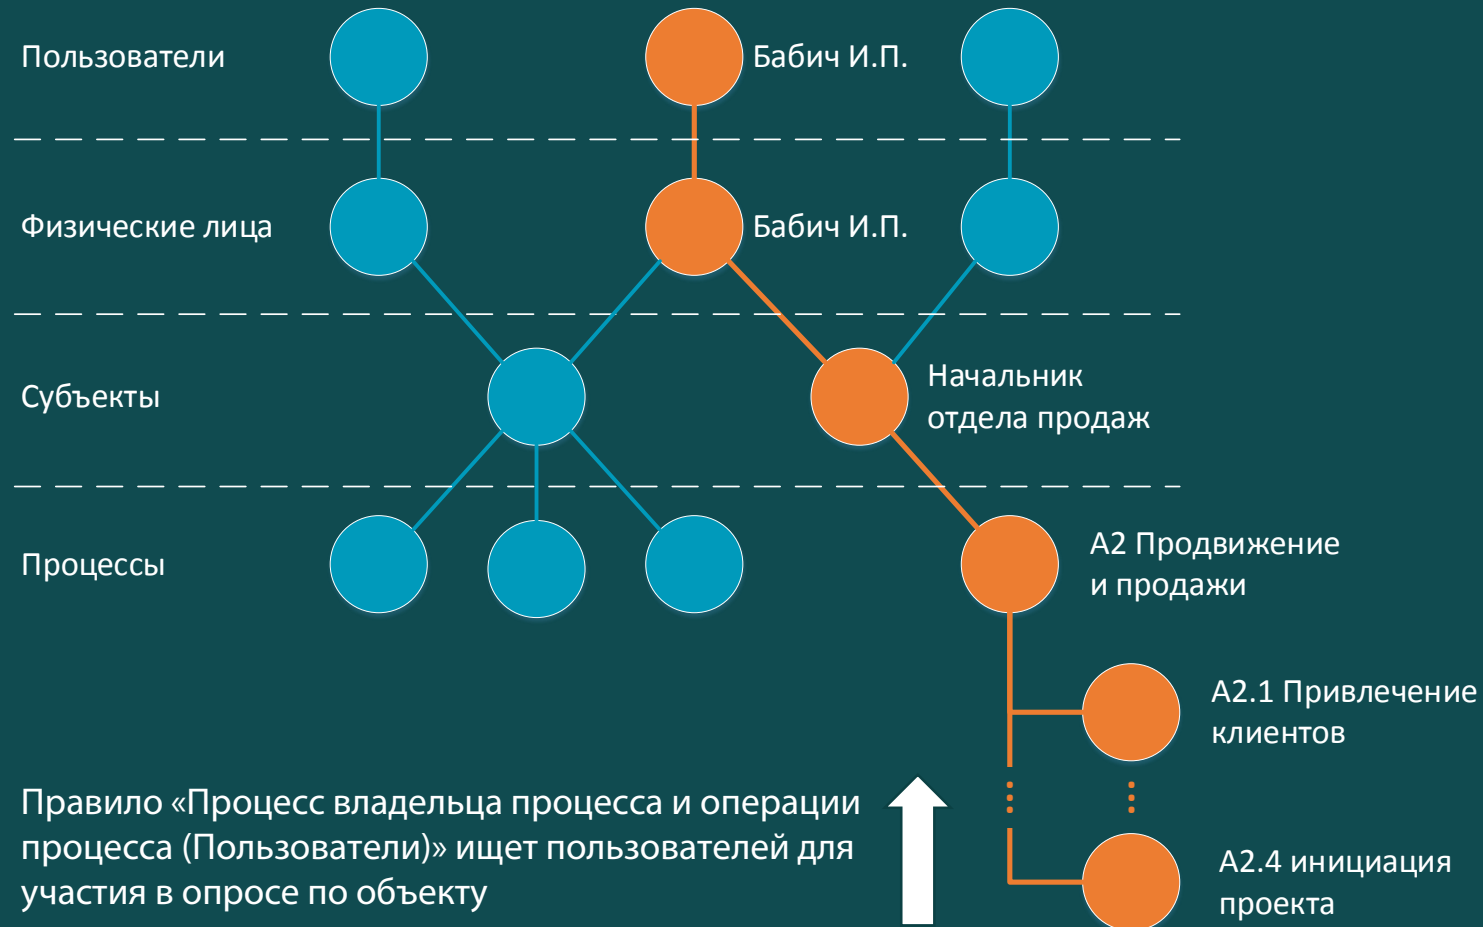 Пользователи
Бабич И.П.
Физические лица
Бабич И.П.
Субъекты
Начальник
отдела продаж
Процессы
А2 Продвижение
и продажи
А2.1 Привлечение
клиентов
Правило «Процесс владельца процесса и операции
процесса (Пользователи)» ищет пользователей для
участия в опросе по объекту
А2.4 инициация
проекта